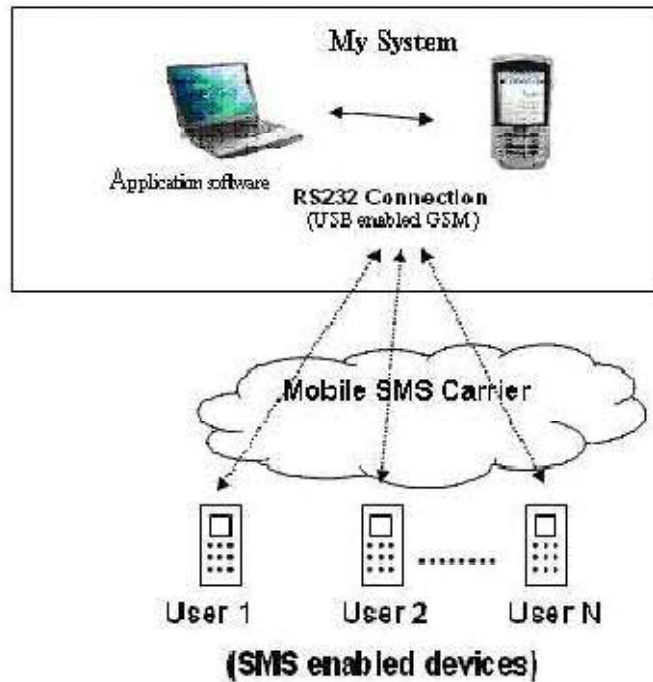 My System
Application software
RS232 Connection
(USB enabled GSM)
Mobile SMS Carrier
User 1 User 2 User N
(SMS enabled devices)